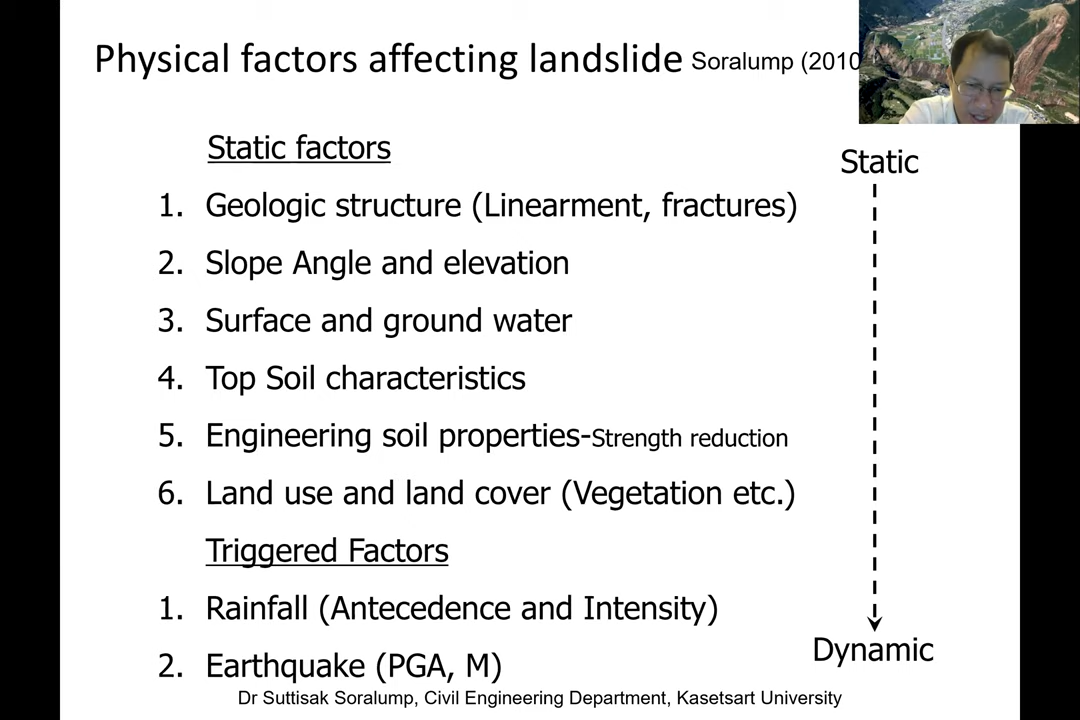 Physical factors affecting landslide Soralump (2010
Static factors
Static
1. Geologic structure (Linearment, fractures)
2. Slope Angle and elevation
3. Surface and ground water
4. Top Soil characteristics
5. Engineering soil properties-Strength reduction
6. Land use and land cover (Vegetation etc.)
Triggered Factors
1. Rainfall (Antecedence and Intensity)
Dynamic
2. Earthquake (PGA, M)
Dr Suttisak Soralump, Civil Engineering Department, Kasetsart University